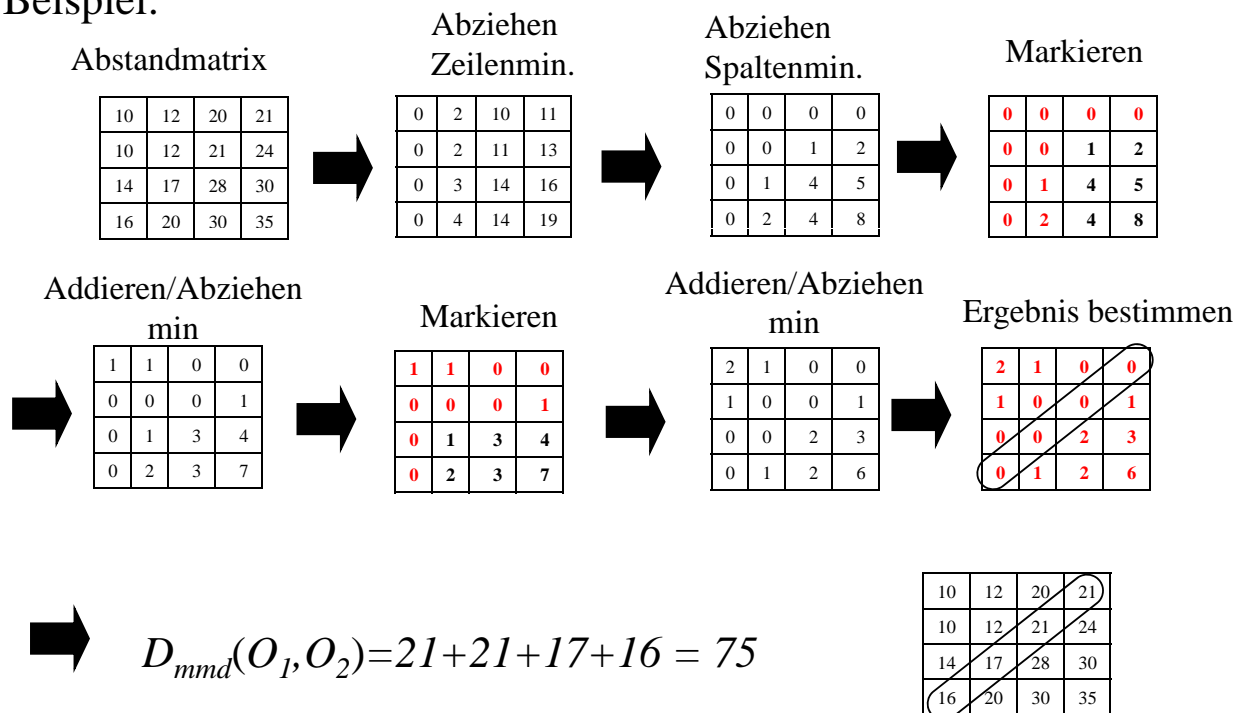 Beispiel:
Abziehen
Abziehen
Abstandmatrix
Zeilenmin.
Spaltenmin.
Markieren
10 12 20 21
10 12 21 24
14 17 28 30
16 20 30 35
0 2 10 11
0 2 11 13
0 3 14 16
0 4 14 19
0 0 0 0
0 0 1 2
0 1 4 5
0 2 4 8
0 0 0 0
0 0 1 2
0 1 4 5
0 2 4 8
Addieren/Abziehen
min
Markieren
Addieren/Abziehen
min
Ergebnis bestimmen
1 1 0 0
0 0 0 1
0 1 3 4
0 2 3 7
1 1 0 0
0 0 0 1
0 1 3 4
0 2 3 7
2 1 0 0
1 0 0 1
0 0 2 3
0 1 2 6
2 1 0 0
1 0 0 1
0 0 2 3
0 1 2 6
D_mmd(O_1,O_2)=21+21+17+16 = 75
10 12 20 21
10 12 21 24
14 17 28 30
16 20 30 35